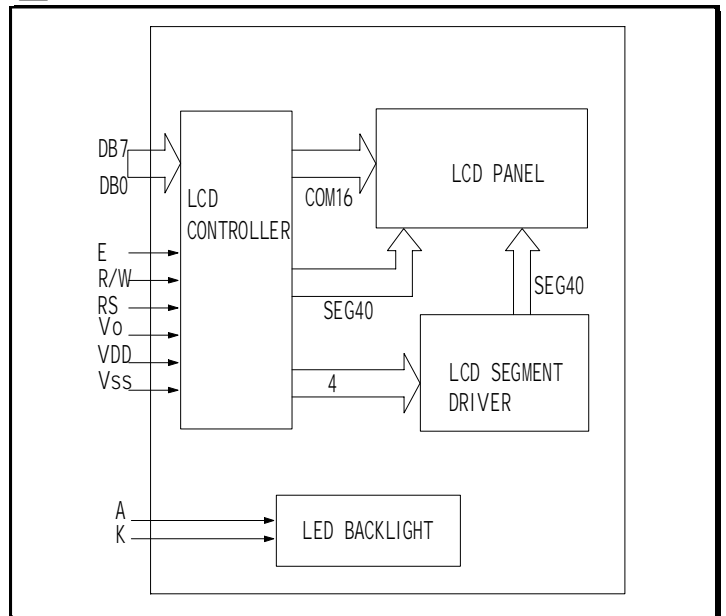 DB7
DB0
E
R/W
RS
Vo
VDD
Vss
LCD
CONTROLLER
COM16
SEG40
4
LCD PANEL
SEG40
LCD SEGMENT
DRIVER
A
K
LED BACKLIGHT